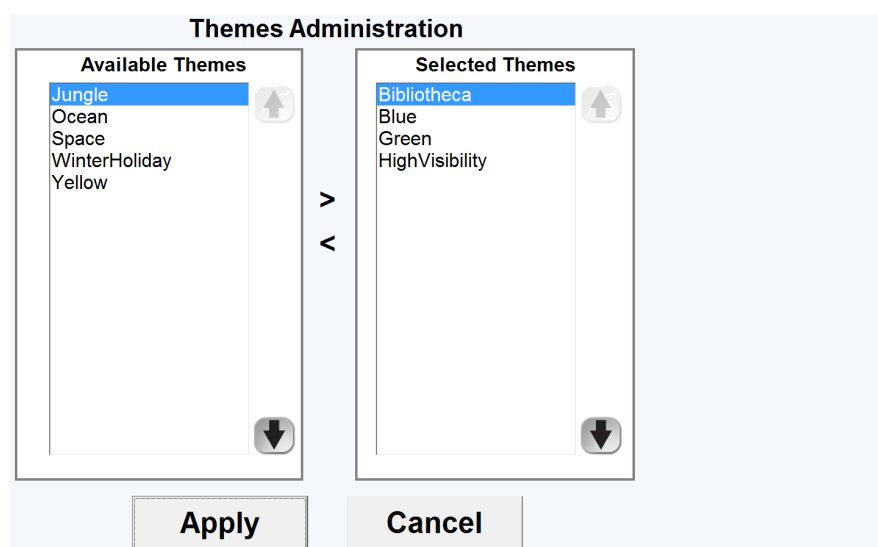 Themes Administration
Available Themes
Jungle
Ocean
Space
WinterHoliday
Yellow
>
<
Selected Themes
Bibliotheca
Blue
Green
HighVisibility
Apply
Cancel